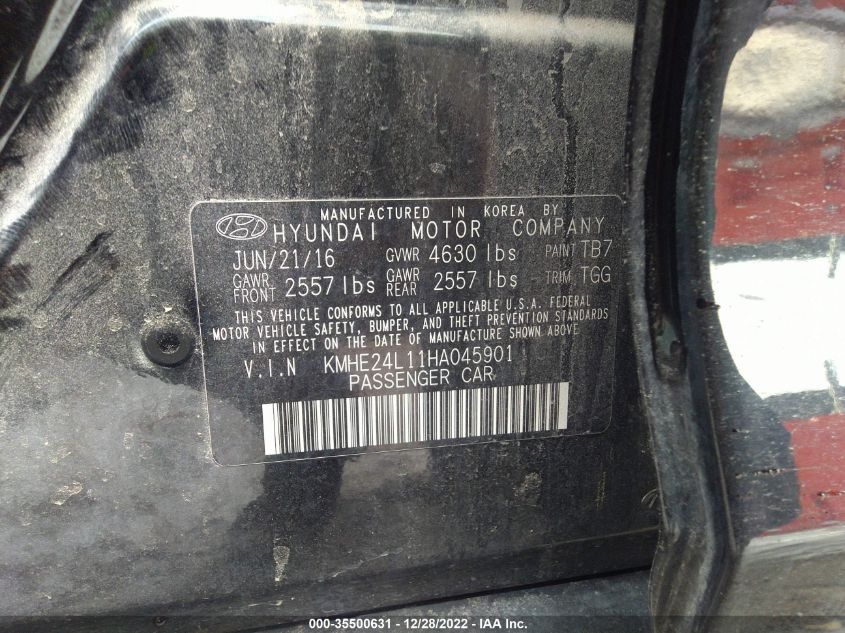 MANUFACTURED IN KOREA BY
HYUNDAI MOTOR COMPANY
JUN/21/16 GVWR 4630 lbs PAINT TB7
GAWR FRONT 2557 lbs GAWR REAR 2557 lbs TRIM TGG
THIS VEHICLE CONFORMS TO ALL APPLICABLE U.S.A. FEDERAL
MOTOR VEHICLE SAFETY, BUMPER, AND THEFT PREVENTION STANDARDS
IN EFFECT ON THE DATE OF MANUFACTURE SHOWN ABOVE
V.I.N KMHE24L11HA045901
PASSENGER CAR
000-35500631 - 12/28/2022 - IAA Inc.